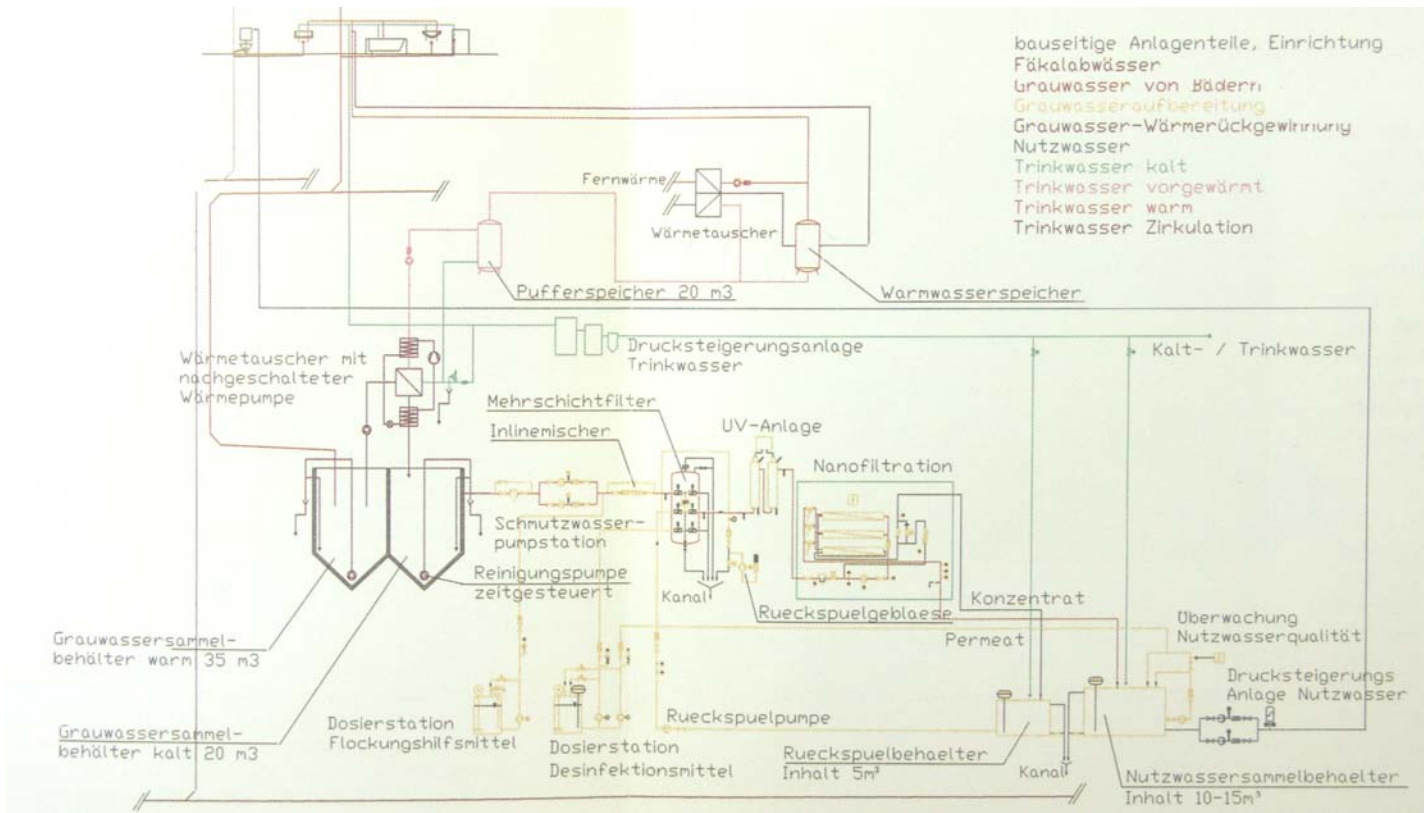 bauseitige Anlagenteile, Einrichtung
Fäkalabwässer
Grauwasser von Bädern
Grauwasseraufbereitung
Grauwasser-Wärmerückgewinnung
Nutzwasser
Trinkwasser kalt
Trinkwasser vorgewärmt
Trinkwasser warm
Trinkwasser Zirkulation
Fernwärme
Wärmetauscher
Pufferspeicher 20 m3
Warmwasserspeicher
Wärmetauscher mit
nachgeschalteter
Wärmepumpe
Drucksteigerungsanlage
Trinkwasser
Kalt- / Trinkwasser
Mehrschichtfilter
Inlinemischer
UV-Anlage
Nanofiltration
Schmutzwasser-
pumpstation
Reinigungspumpe
zeitgesteuert
Kanal
Rueckspuelgeblaese
Konzentrat
Permeat
Überwachung
Nutzwasserqualität
Drucksteigerungs
Anlage Nutzwasser
Grauwassersammel-
behälter warm 35 m3
Grauwassersammel-
behälter kalt 20 m3
Dosierstation
Flockungshilfsmittel
Dosierstation
Desinfektionsmittel
Rueckspuelpumpe
Rueckspuelbehaelter
Inhalt 5m³
Kanal
Nutzwassersammelbehaelter
Inhalt 10-15m³